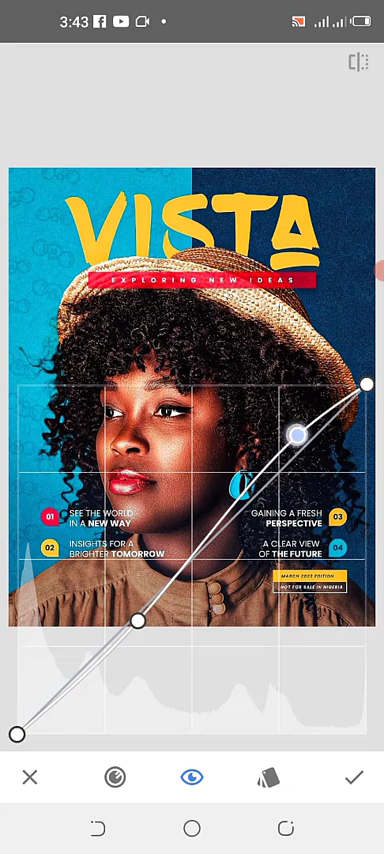 3:43
VISTA
EXPLORING NEW IDEAS
01 SEE THE WORLD
IN A NEW WAY
02 INSIGHTS FOR A
BRIGHTER TOMORROW
GAINING A FRESH 03
PERSPECTIVE
A CLEAR VIEW 04
OF THE FUTURE
MARCH 2023 EDITION
NOT FOR SALE IN NIGERIA